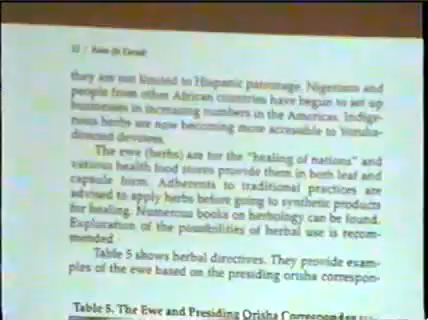 they are not limited to Hispanic patronage. Nigerians and
people from other African countries have begun to set up
businesses in increasing numbers in the Americas. Indige-
nous herbs are now becoming more accessible to Yoruba-
directed devotees.
The ewe (herbs) are for the "healing of nations" and
various health food stores provide them in both leaf and
capsule form. Adherents to traditional practices are
advised to apply herbs before going to synthetic products
for healing. Numerous books on herbology can be found.
Exploration of the possibilities of herbal use is recom-
mended.
Table 5 shows herbal directives. They provide exam-
ples of the ewe based on the presiding orisha correspon-
Table 5. The Ewe and Presiding Orisha